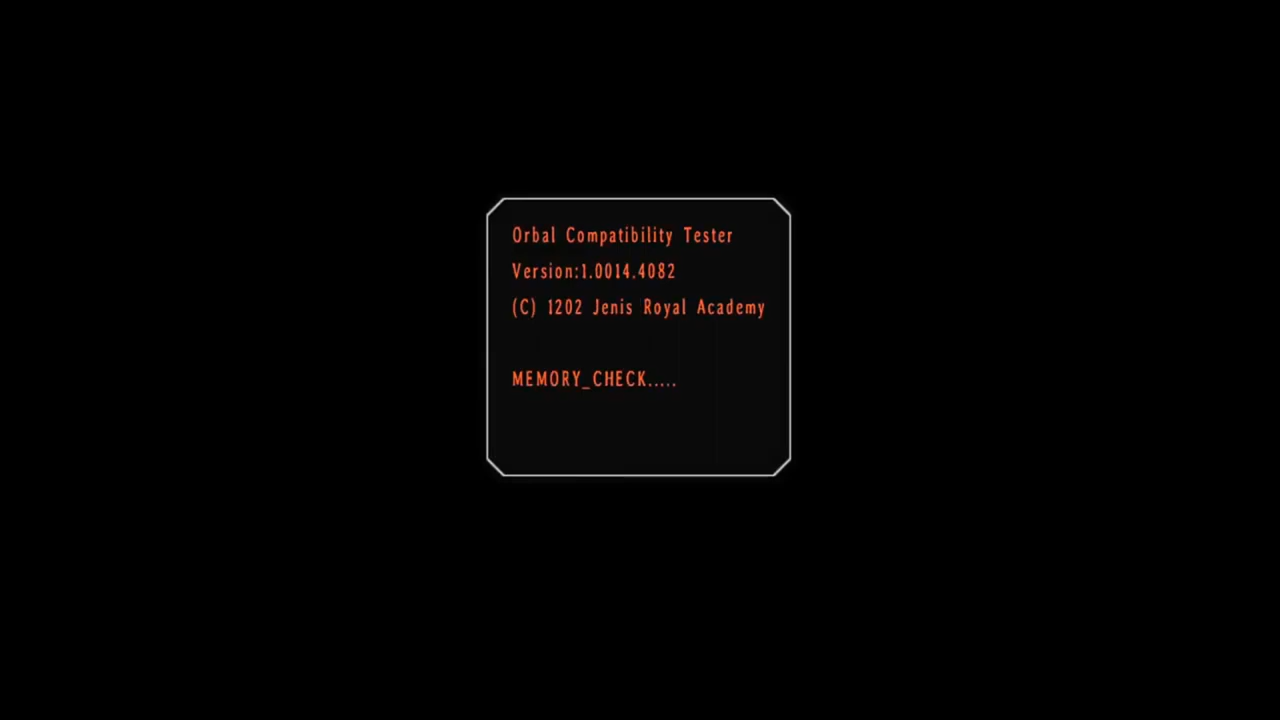 Orbal Compatibility Tester
Version:1.0014.4082
(C) 1202 Jenis Royal Academy
MEMORY_CHECK.....